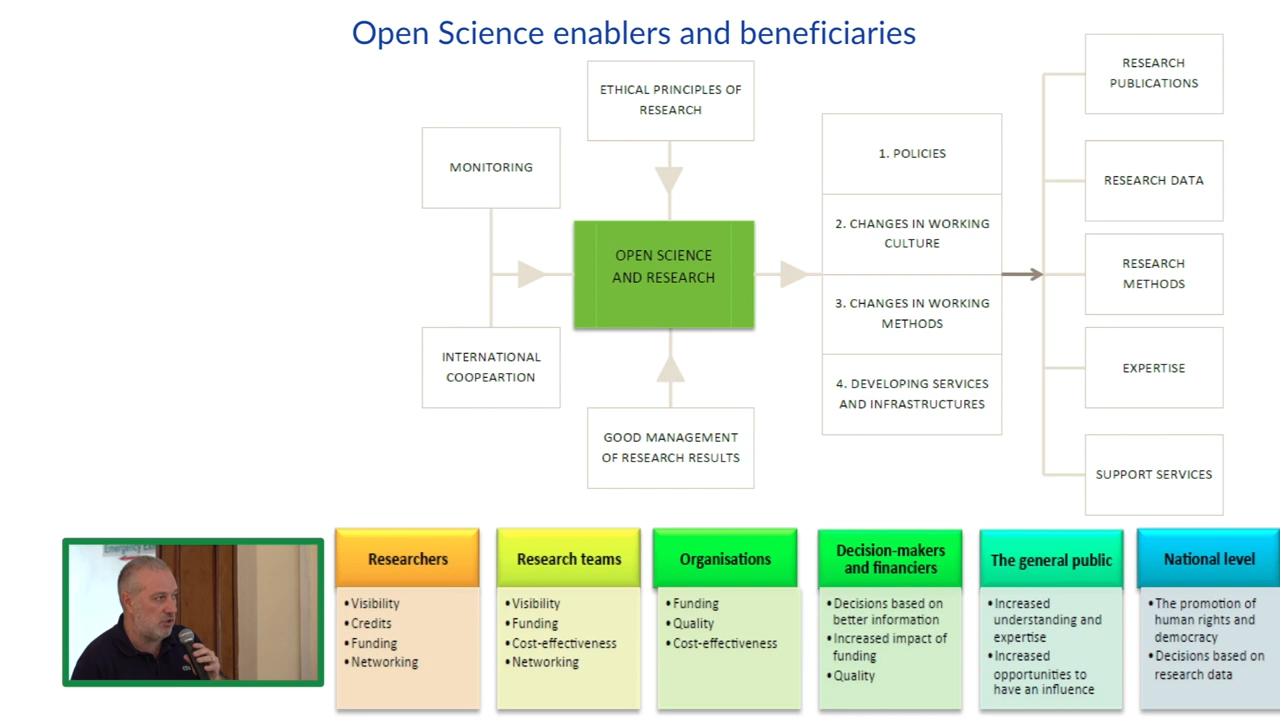 Open Science enablers and beneficiaries
ETHICAL PRINCIPLES OF
RESEARCH
MONITORING
OPEN SCIENCE
AND RESEARCH
INTERNATIONAL
COOPEARTION
GOOD MANAGEMENT
OF RESEARCH RESULTS
1. POLICIES
2. CHANGES IN WORKING
CULTURE
3. CHANGES IN WORKING
METHODS
4. DEVELOPING SERVICES
AND INFRASTRUCTURES
RESEARCH
PUBLICATIONS
RESEARCH DATA
RESEARCH
METHODS
EXPERTISE
SUPPORT SERVICES
Emergency
Researchers
•Visibility
•Credits
•Funding
•Networking
Research teams
•Visibility
•Funding
•Cost-effectiveness
•Networking
Organisations
•Funding
•Quality
•Cost-effectiveness
Decision-makers
and financiers
•Decisions based on
better information
•Increased impact of
funding
•Quality
The general public
•Increased
understanding and
expertise
•Increased
opportunities to
have an influence
National level
•The promotion of
human rights and
democracy
•Decisions based on
research data